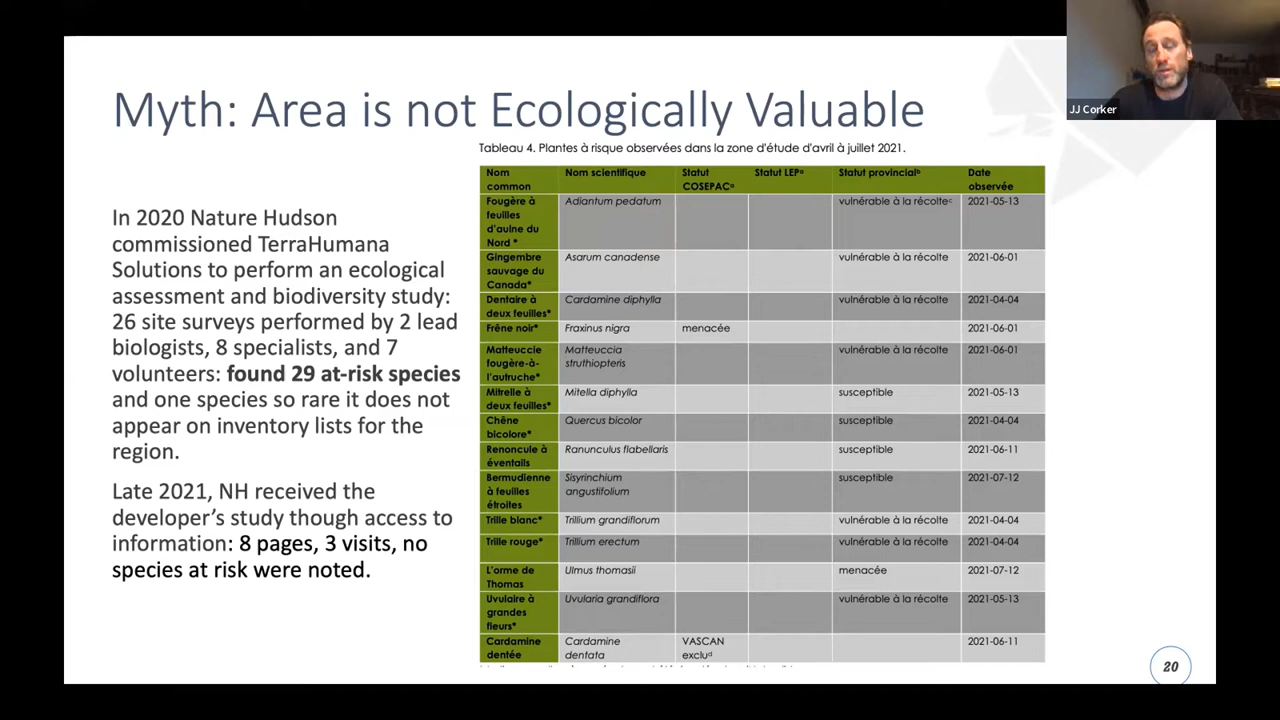 JJ Corker
Myth: Area is not Ecologically Valuable
In 2020 Nature Hudson
commissioned TerraHumana
Solutions to perform an ecological
assessment and biodiversity study:
26 site surveys performed by 2 lead
biologists, 8 specialists, and 7
volunteers: found 29 at-risk species
and one species so rare it does not
appear on inventory lists for the
region.
Late 2021, NH received the
developer's study though access to
information: 8 pages, 3 visits, no
species at risk were noted.
Tableau 4. Plantes à risque observées dans la zone d'étude d'avril à juillet 2021.
Nom common Nom scientifique Statut COSEPACᵃ Statut LEPᵃ Statut provincialᵇ Date observée
Fougère à feuilles d'aulne du Nord * Adiantum pedatum vulnérable à la récolteᶜ 2021-05-13
Gingembre sauvage du Canada* Asarum canadense vulnérable à la récolte 2021-06-01
Dentaire à deux feuilles* Cardamine diphylla vulnérable à la récolte 2021-04-04
Frêne noir* Fraxinus nigra menacée 2021-06-01
Matteuccie fougère-à-l'autruche* Matteuccia struthiopteris vulnérable à la récolte 2021-06-01
Mitrelle à deux feuilles* Mitella diphylla susceptible 2021-05-13
Chêne bicolore* Quercus bicolor susceptible 2021-04-04
Renoncule à éventails Ranunculus flabellaris susceptible 2021-06-11
Bermudienne à feuilles étroites Sisyrinchium angustifolium susceptible 2021-07-12
Trille blanc* Trillium grandiflorum vulnérable à la récolte 2021-04-04
Trille rouge* Trillium erectum vulnérable à la récolte 2021-04-04
L'orme de Thomas Ulmus thomasii menacée 2021-07-12
Uvulaire à grandes fleurs* Uvularia grandiflora vulnérable à la récolte 2021-05-13
Cardamine dentée Cardamine dentata VASCAN excluᵈ 2021-06-11
20